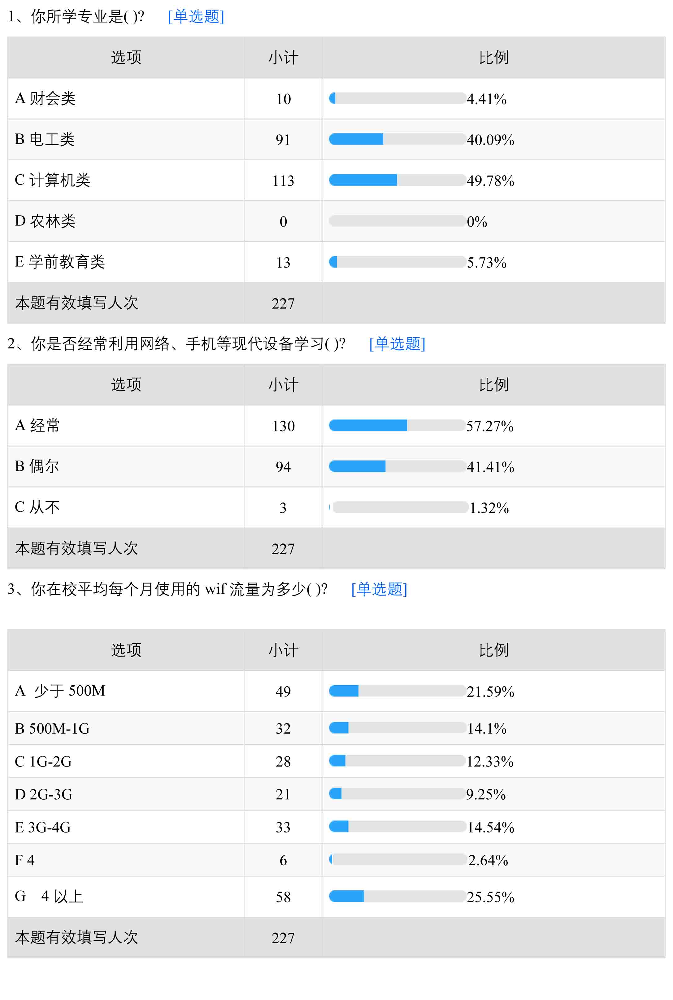 1、你所学专业是( )? [单选题]
选项 小计 比例
A 财会类 10 4.41%
B 电工类 91 40.09%
C 计算机类 113 49.78%
D 农林类 0 0%
E 学前教育类 13 5.73%
本题有效填写人次 227
2、你是否经常利用网络、手机等现代设备学习( )? [单选题]
选项 小计 比例
A 经常 130 57.27%
B 偶尔 94 41.41%
C 从不 3 1.32%
本题有效填写人次 227
3、你在校平均每个月使用的 wif 流量为多少( )? [单选题]
选项 小计 比例
A 少于 500M 49 21.59%
B 500M-1G 32 14.1%
C 1G-2G 28 12.33%
D 2G-3G 21 9.25%
E 3G-4G 33 14.54%
F 4 6 2.64%
G 4 以上 58 25.55%
本题有效填写人次 227